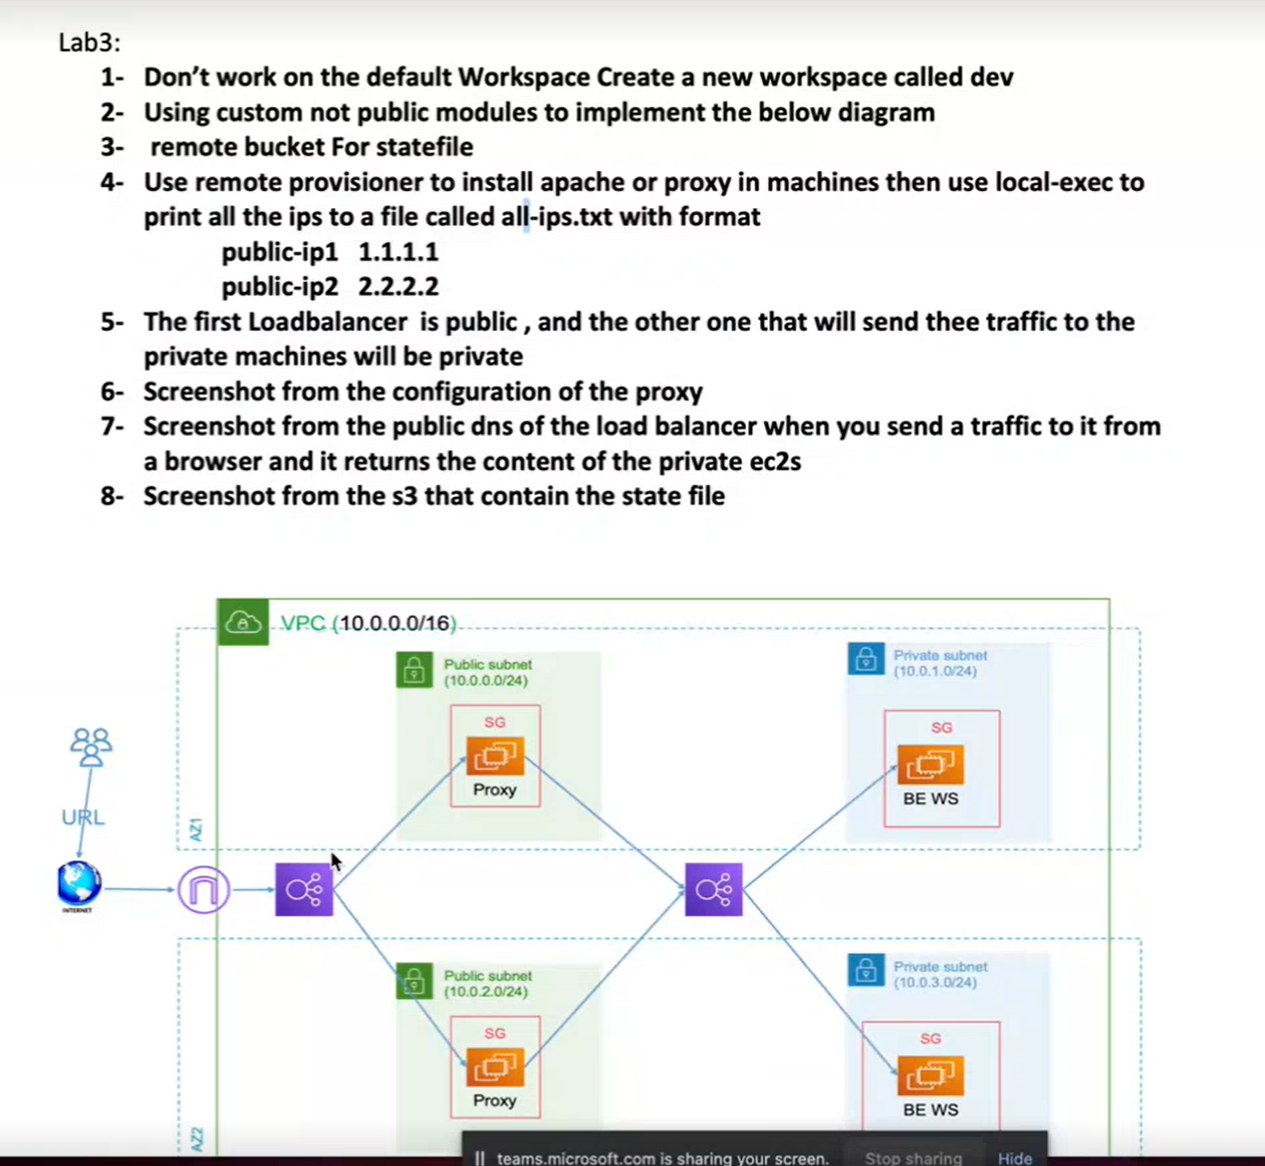 Lab3:
1- Don't work on the default Workspace Create a new workspace called dev
2- Using custom not public modules to implement the below diagram
3- remote bucket For statefile
4- Use remote provisioner to install apache or proxy in machines then use local-exec to
print all the ips to a file called all-ips.txt with format
public-ip1 1.1.1.1
public-ip2 2.2.2.2
5- The first Loadbalancer is public , and the other one that will send thee traffic to the
private machines will be private
6- Screenshot from the configuration of the proxy
7- Screenshot from the public dns of the load balancer when you send a traffic to it from
a browser and it returns the content of the private ec2s
8- Screenshot from the s3 that contain the state file
VPC (10.0.0.0/16)
Public subnet
(10.0.0.0/24)
SG
Proxy
Private subnet
(10.0.1.0/24)
SG
BE WS
URL
AZ1
INTERNET
Public subnet
(10.0.2.0/24)
SG
Proxy
Private subnet
(10.0.3.0/24)
SG
BE WS
AZ2
teams.microsoft.com is sharing your screen.
Stop sharing
Hide